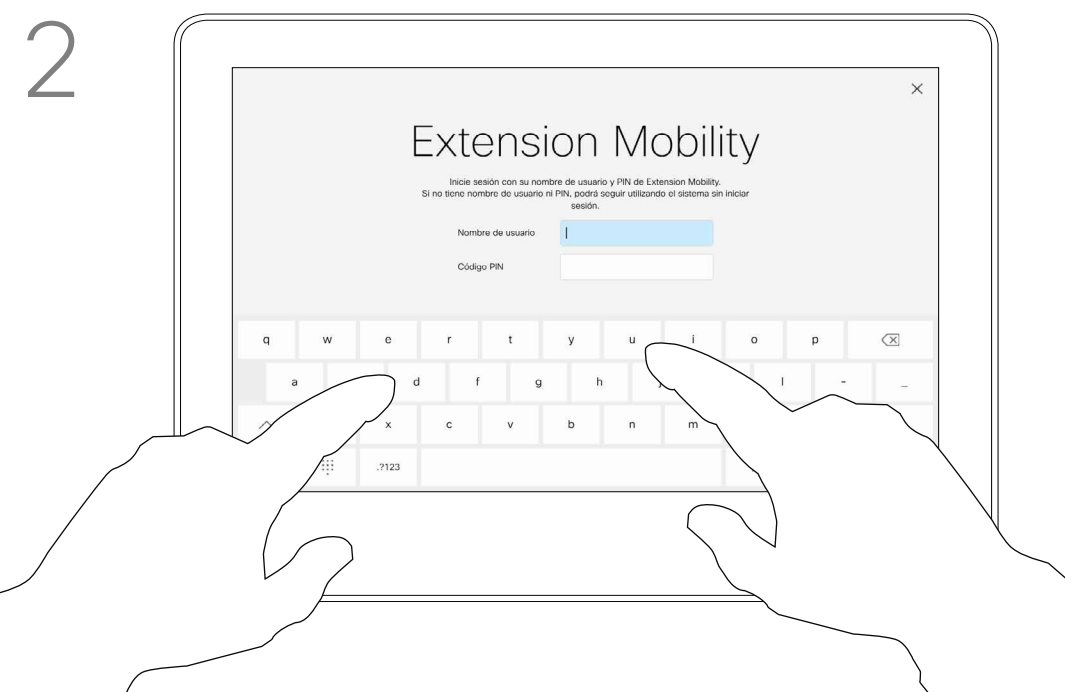 2
Extension Mobility
Inicie sesión con su nombre de usuario y PIN de Extension Mobility.
Si no tiene nombre de usuario ni PIN, podrá seguir utilizando el sistema sin iniciar
sesión.
Nombre de usuario
Código PIN
q w e r t y u i o p
a d f g h l - _
x c v b n m
.?123